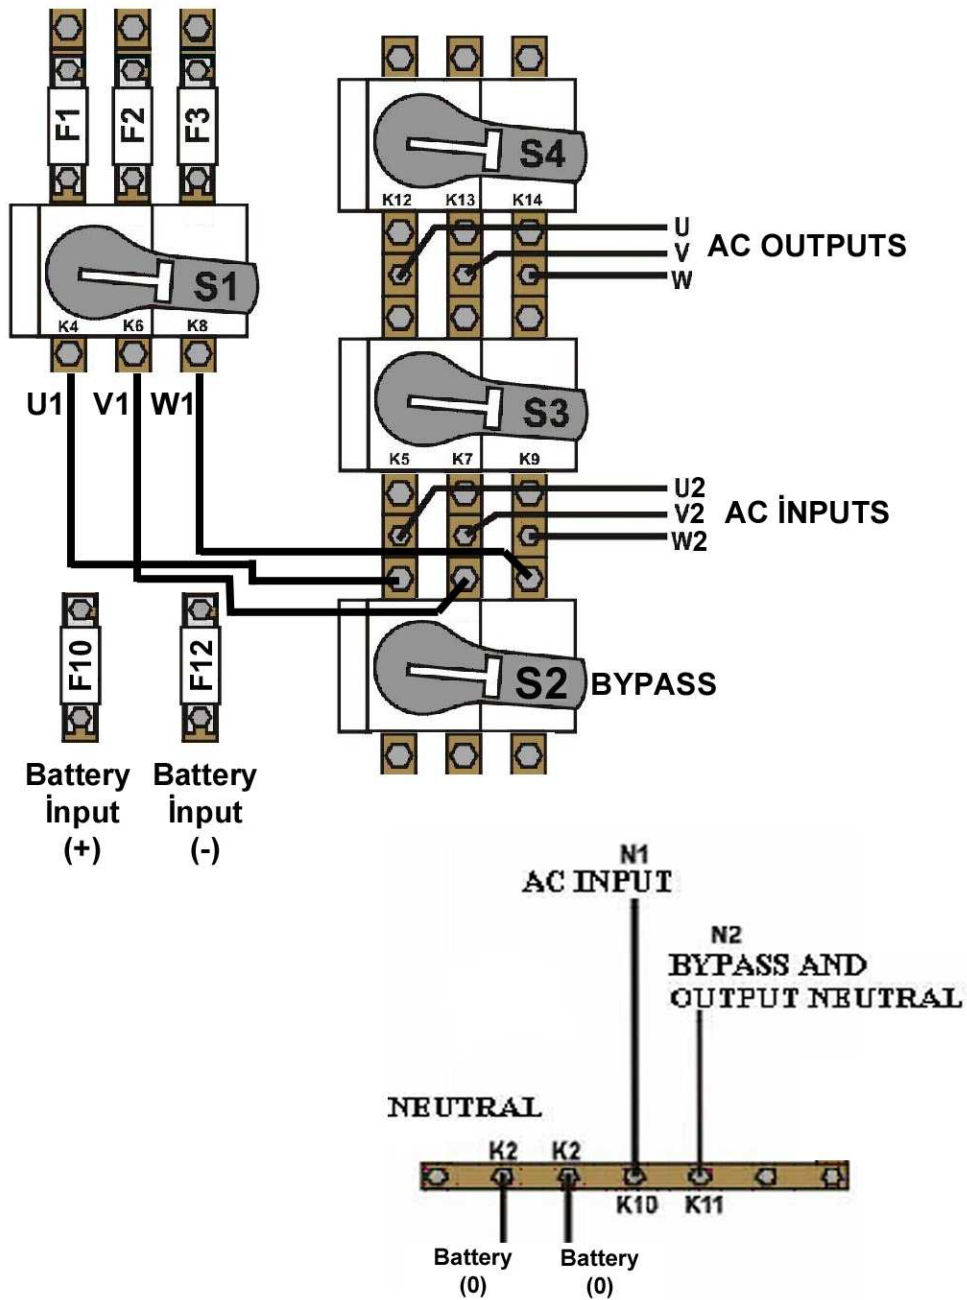 F1
F2
F3
S4
K12 K13 K14
U
V
W
AC OUTPUTS
S1
K4 K6 K8
U1 V1 W1
S3
K5 K7 K9
U2
V2
W2
AC İNPUTS
F10
F12
S2
BYPASS
Battery
İnput
(+)
Battery
İnput
(-)
N1
AC INPUT
N2
BYPASS AND
OUTPUT NEUTRAL
NEUTRAL
K2 K2
K10 K11
Battery
(0)
Battery
(0)